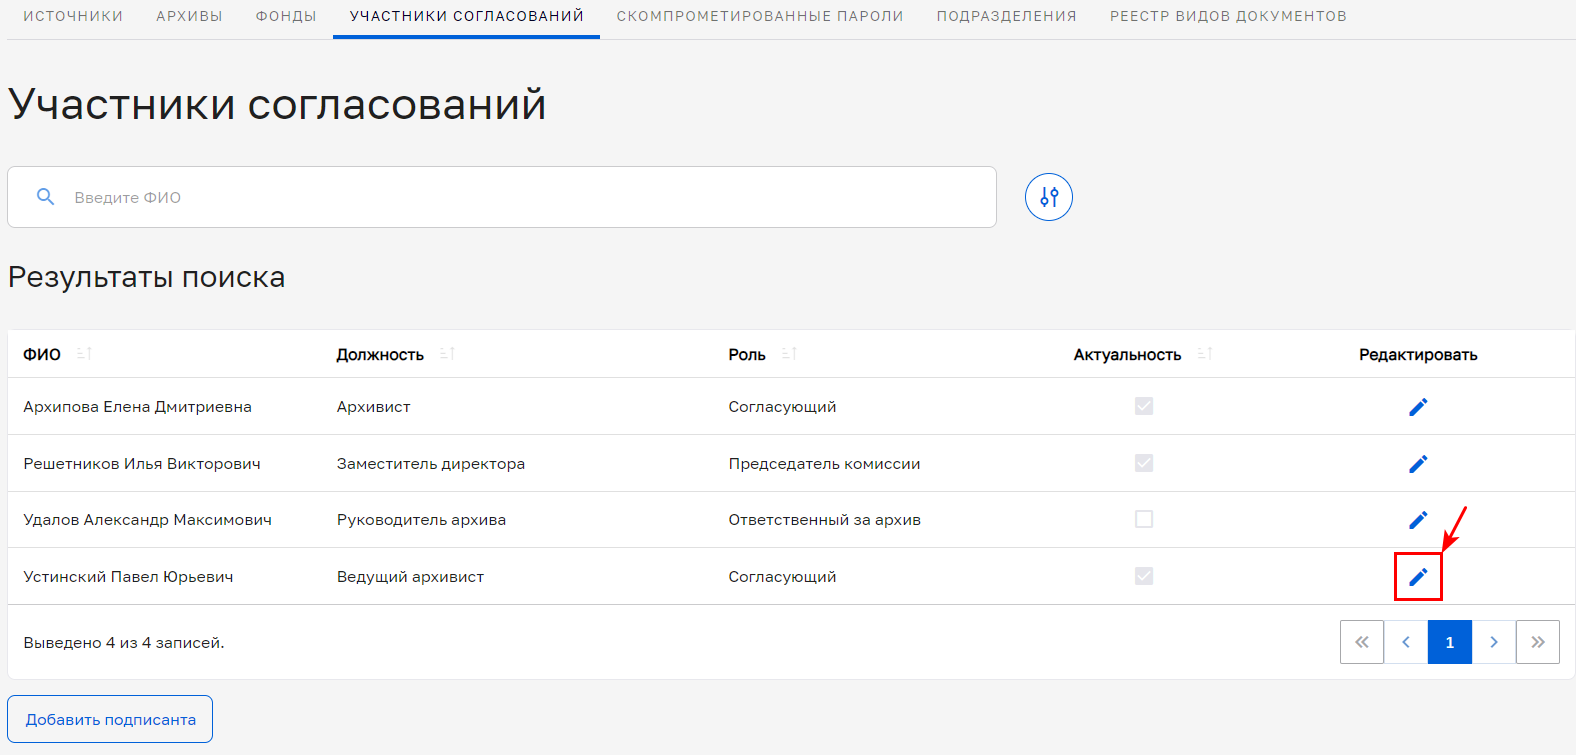 ИСТОЧНИКИ АРХИВЫ ФОНДЫ УЧАСТНИКИ СОГЛАСОВАНИЙ СКОМПРОМЕТИРОВАННЫЕ ПАРОЛИ ПОДРАЗДЕЛЕНИЯ РЕЕСТР ВИДОВ ДОКУМЕНТОВ
Участники согласований
Введите ФИО
Результаты поиска
ФИО Должность Роль Актуальность Редактировать
Архипова Елена Дмитриевна Архивист Согласующий
Решетников Илья Викторович Заместитель директора Председатель комиссии
Удалов Александр Максимович Руководитель архива Ответственный за архив
Устинский Павел Юрьевич Ведущий архивист Согласующий
Выведено 4 из 4 записей. « ‹ 1 › »
Добавить подписанта